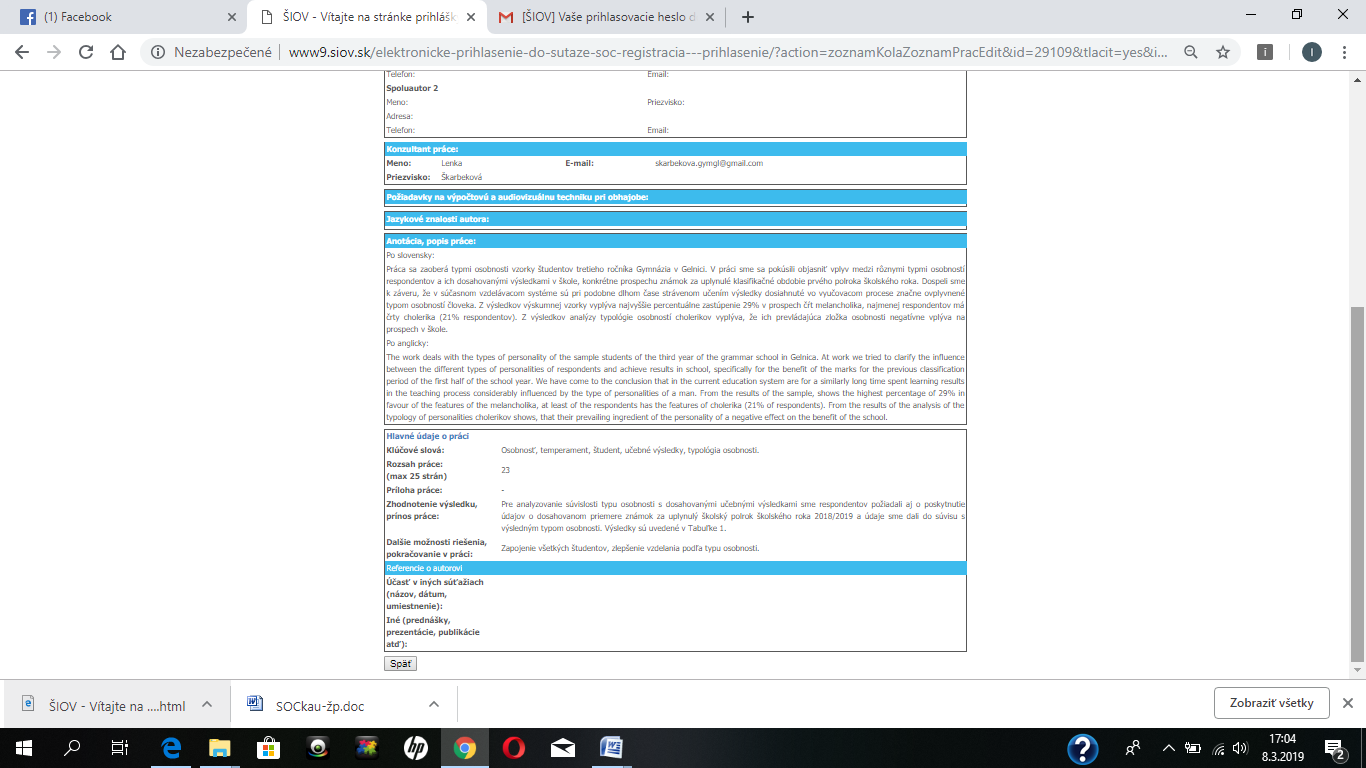 (1) Facebook
ŠIOV - Vítajte na stránke prihlášk
[ŠIOV] Vaše prihlasovacie heslo d
Nezabezpečené
www9.siov.sk/elektronicke-prihlasenie-do-sutaze-soc-registracia---prihlasenie/?action=zoznamKolaZoznamPracEdit&id=29109&tlacit=yes&i...
I
Telefon: Email:
Spoluautor 2
Meno: Priezvisko:
Adresa:
Telefon: Email:
Konzultant práce:
Meno: Lenka E-mail: skarbekova.gymgl@gmail.com
Priezvisko: Škarbeková
Požiadavky na výpočtovú a audiovizuálnu techniku pri obhajobe:
Jazykové znalosti autora:
Anotácia, popis práce:
Po slovensky:
Práca sa zaoberá typmi osobnosti vzorky študentov tretieho ročníka Gymnázia v Gelnici. V práci sme sa pokúsili objasniť vplyv medzi rôznymi typmi osobností
respondentov a ich dosahovanými výsledkami v škole, konkrétne prospechu známok za uplynulé klasifikačné obdobie prvého polroka školského roka. Dospeli sme
k záveru, že v súčasnom vzdelávacom systéme sú pri podobne dlhom čase strávenom učením výsledky dosiahnuté vo vyučovacom procese značne ovplyvnené
typom osobností človeka. Z výsledkov výskumnej vzorky vyplýva najvyššie percentuálne zastúpenie 29% v prospech čŕt melancholika, najmenej respondentov má
črty cholerika (21% respondentov). Z výsledkov analýzy typológie osobností cholerikov vyplýva, že ich prevládajúca zložka osobnosti negatívne vplýva na
prospech v škole.
Po anglicky:
The work deals with the types of personality of the sample students of the third year of the grammar school in Gelnica. At work we tried to clarify the influence
between the different types of personalities of respondents and achieve results in school, specifically for the benefit of the marks for the previous classification
period of the first half of the school year. We have come to the conclusion that in the current education system are for a similarly long time spent learning results
in the teaching process considerably influenced by the type of personalities of a man. From the results of the sample, shows the highest percentage of 29% in
favour of the features of the melancholika, at least of the respondents has the features of cholerika (21% of respondents). From the results of the analysis of the
typology of personalities cholerikov shows, that their prevailing ingredient of the personality of a negative effect on the benefit of the school.
Hlavné údaje o práci
Kľúčové slová: Osobnosť, temperament, študent, učebné výsledky, typológia osobnosti.
Rozsah práce:
(max 25 strán) 23
Príloha práce: -
Zhodnotenie výsledku, Pre analyzovanie súvislosti typu osobnosti s dosahovanými učebnými výsledkami sme respondentov požiadali aj o poskytnutie
prínos práce: údajov o dosahovanom priemere známok za uplynulý školský polrok školského roka 2018/2019 a údaje sme dali do súvisu s
výsledným typom osobnosti. Výsledky sú uvedené v Tabuľke 1.
Dalšie možnosti riešenia,
pokračovanie v práci: Zapojenie všetkých študentov, zlepšenie vzdelania podľa typu osobnosti.
Referencie o autorovi
Účasť v iných súťažiach
(názov, dátum,
umiestnenie):
Iné (prednášky,
prezentácie, publikácie
atď):
Späť
ŠIOV - Vítajte na ....html
SOCkau-žp.doc
Zobraziť všetky
hp
17:04
8.3.2019
2